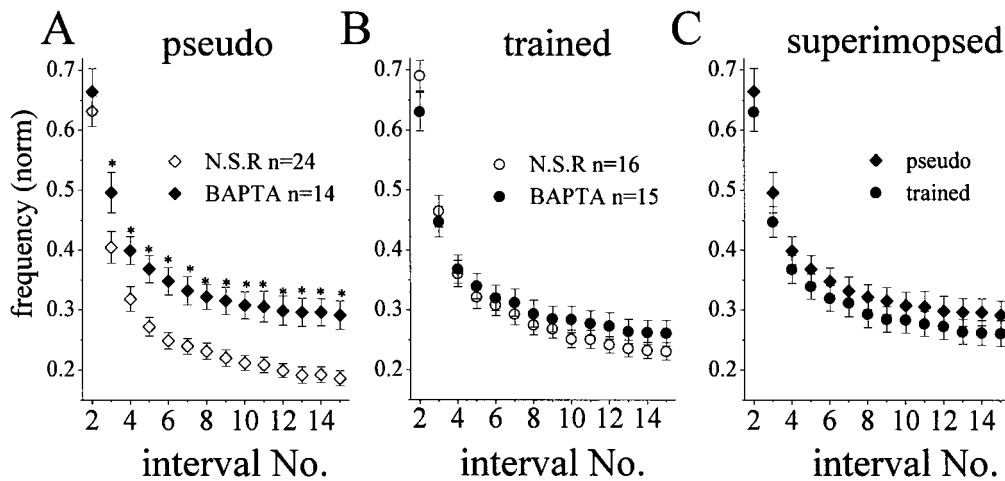 A pseudo
B trained
C superimopsed
frequency (norm)
0.7
0.6
0.5
0.4
0.3
0.2
* * * * * * * * * * * * *
N.S.R n=24
BAPTA n=14
2 4 6 8 10 12 14
interval No.
0.7
0.6
0.5
0.4
0.3
0.2
N.S.R n=16
BAPTA n=15
2 4 6 8 10 12 14
interval No.
0.7
0.6
0.5
0.4
0.3
0.2
pseudo
trained
2 4 6 8 10 12 14
interval No.